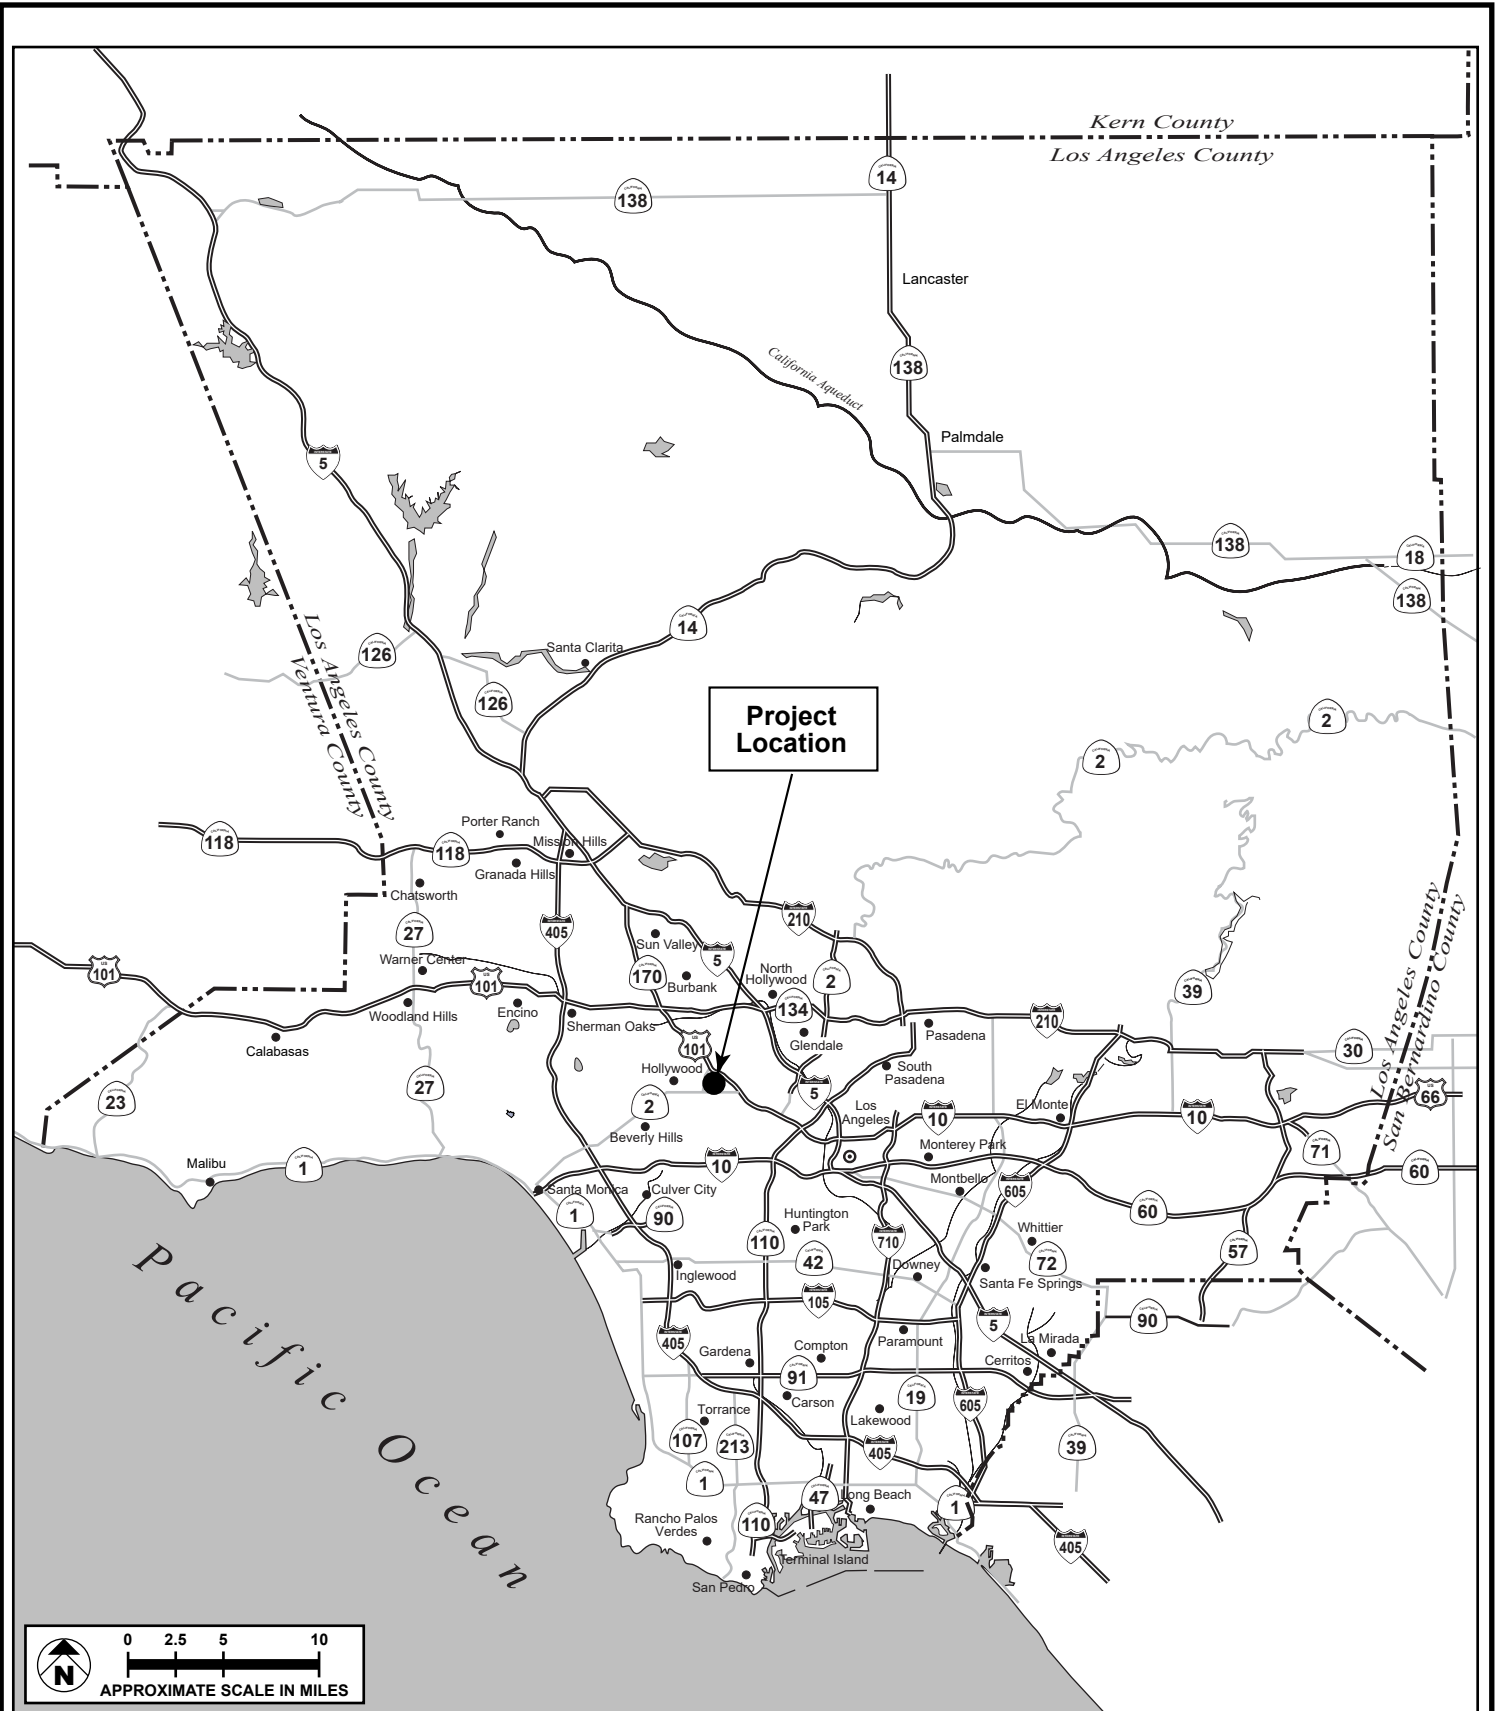 Kern County
Los Angeles County
14
138
Lancaster
138
California Aqueduct
Palmdale
5
138
18
138
14
126
Santa Clarita
126
Los Angeles County
Ventura County
Project
Location
2
2
Porter Ranch
118
118
Mission Hills
Granada Hills
Chatsworth
210
27
405
Sun Valley
5
Warner Center
101
101
170
North
Hollywood
2
Burbank
39
134
Woodland Hills
Encino
Sherman Oaks
210
Pasadena
Calabasas
101
Glendale
30
Los Angeles County
San Bernardino County
Hollywood
South
Pasadena
23
27
5
66
2
Los
Angeles
El Monte
10
10
Beverly Hills
Monterey Park
71
Malibu
1
10
60
Santa Monica
Culver City
Montbello
605
1
90
Huntington
Park
60
110
710
Whittier
42
72
57
Inglewood
Downey
Santa Fe Springs
105
5
90
405
Paramount
La Mirada
Gardena
Compton
Cerritos
91
19
605
Carson
Torrance
Lakewood
107
213
405
39
1
47
Long Beach
1
Rancho Palos
Verdes
110
405
Terminal Island
San Pedro
Pacific Ocean
0 2.5 5 10
N
APPROXIMATE SCALE IN MILES